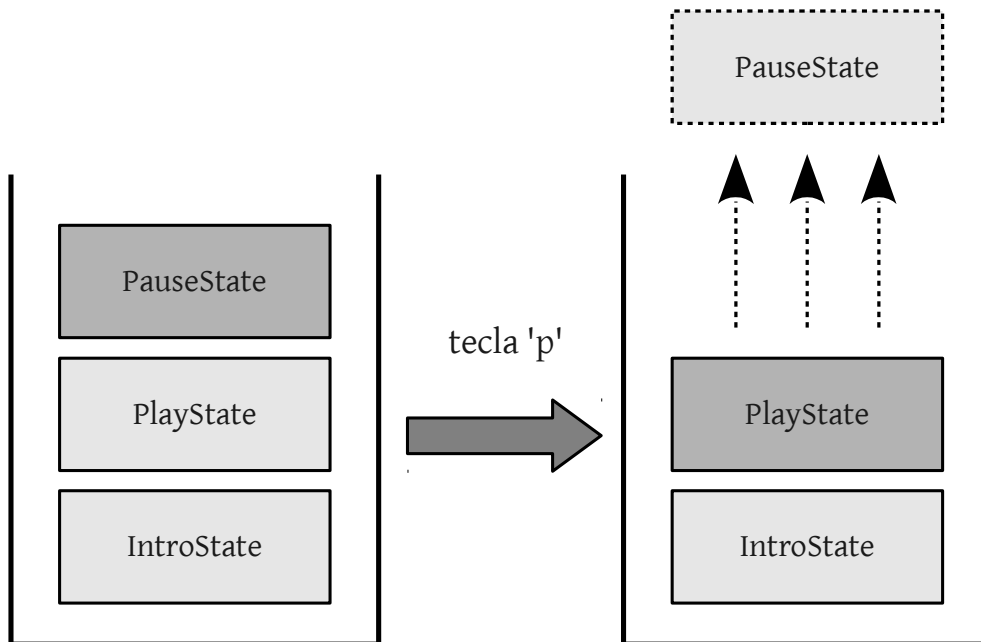 PauseState
PauseState
tecla 'p'
PlayState
PlayState
IntroState
IntroState